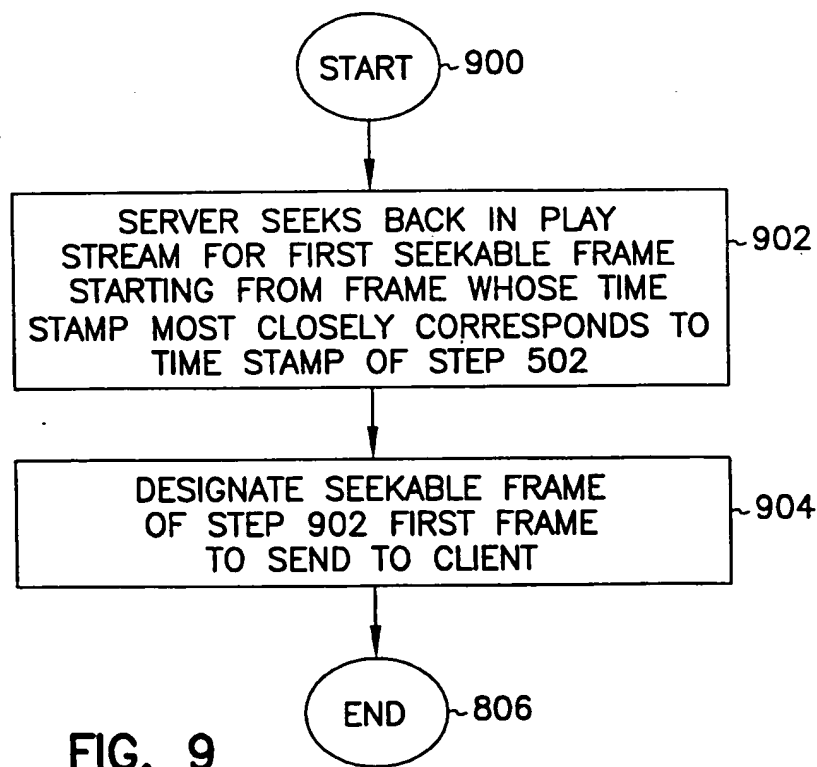 START
900
SERVER SEEKS BACK IN PLAY
STREAM FOR FIRST SEEKABLE FRAME
STARTING FROM FRAME WHOSE TIME
STAMP MOST CLOSELY CORRESPONDS TO
TIME STAMP OF STEP 502
902
DESIGNATE SEEKABLE FRAME
OF STEP 902 FIRST FRAME
TO SEND TO CLIENT
904
END
806
FIG. 9